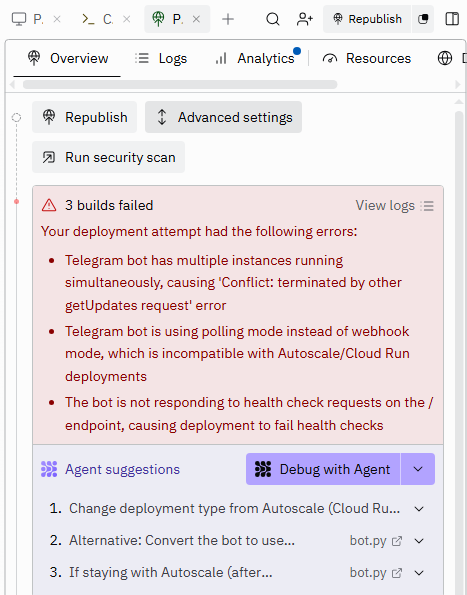 P.
C.
P.
Republish
Overview
Logs
Analytics
Resources
Republish
Advanced settings
Run security scan
3 builds failed
View logs
Your deployment attempt had the following errors:
• Telegram bot has multiple instances running
simultaneously, causing 'Conflict: terminated by other
getUpdates request' error
• Telegram bot is using polling mode instead of webhook
mode, which is incompatible with Autoscale/Cloud Run
deployments
• The bot is not responding to health check requests on the /
endpoint, causing deployment to fail health checks
Agent suggestions
Debug with Agent
1. Change deployment type from Autoscale (Cloud Ru...
2. Alternative: Convert the bot to use... bot.py
3. If staying with Autoscale (after... bot.py